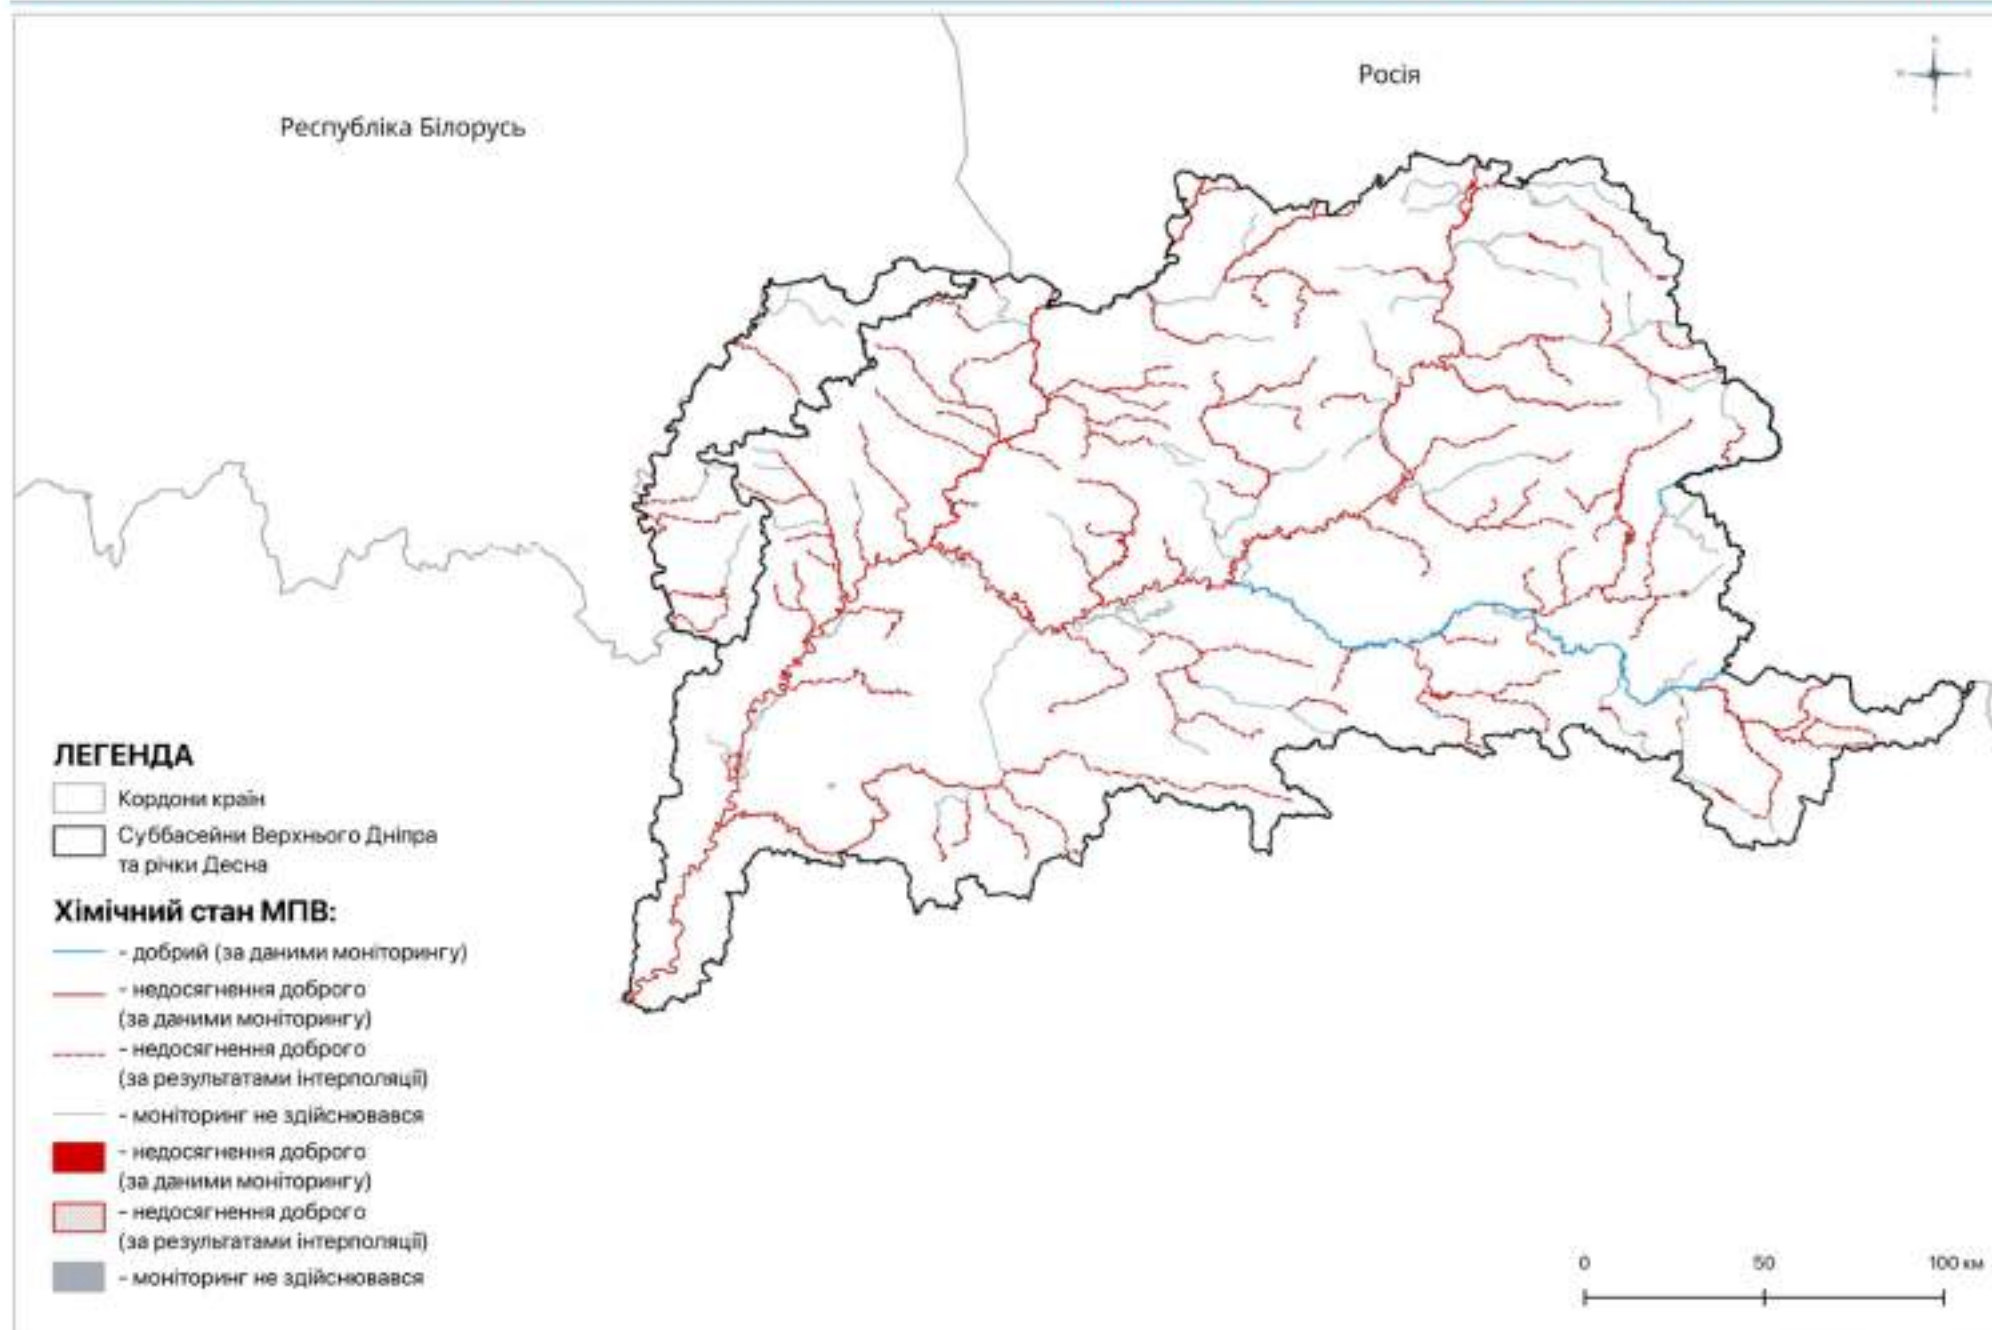 Росія
Республіка Білорусь
ЛЕГЕНДА
Кордони країн
Суббасейни Верхнього Дніпра
та річки Десна
Хімічний стан МПВ:
- добрий (за даними моніторингу)
- недосягнення доброго
(за даними моніторингу)
- недосягнення доброго
(за результатами інтерполяції)
- моніторинг не здійснювався
- недосягнення доброго
(за даними моніторингу)
- недосягнення доброго
(за результатами інтерполяції)
- моніторинг не здійснювався
0 50 100 км